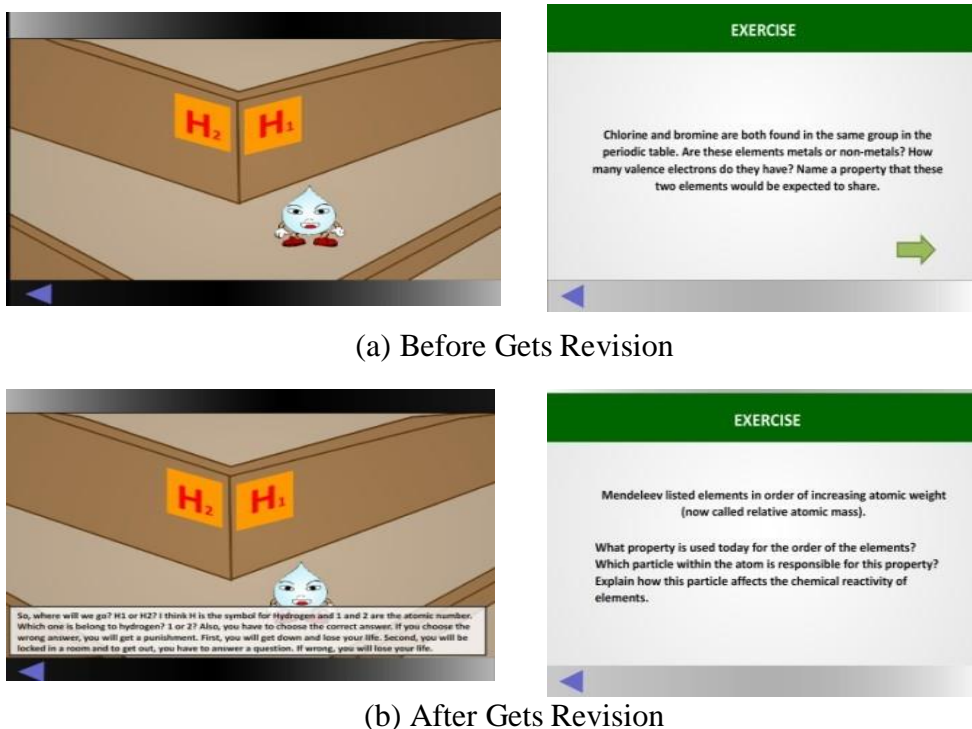 H₂ H₁
EXERCISE
Chlorine and bromine are both found in the same group in the
periodic table. Are these elements metals or non-metals? How
many valence electrons do they have? Name a property that these
two elements would be expected to share.
(a) Before Gets Revision
H₂ H₁
So, where will we go? H1 or H2? I think H is the symbol for Hydrogen and 1 and 2 are the atomic number.
Which one is belong to hydrogen? 1 or 2? Also, you have to choose the correct answer. If you choose the
wrong answer, you will get a punishment. First, you will get down and lose your life. Second, you will be
locked in a room and to get out, you have to answer a question. If wrong, you will lose your life.
EXERCISE
Mendeleev listed elements in order of increasing atomic weight
(now called relative atomic mass).
What property is used today for the order of the elements?
Which particle within the atom is responsible for this property?
Explain how this particle affects the chemical reactivity of
elements.
(b) After Gets Revision